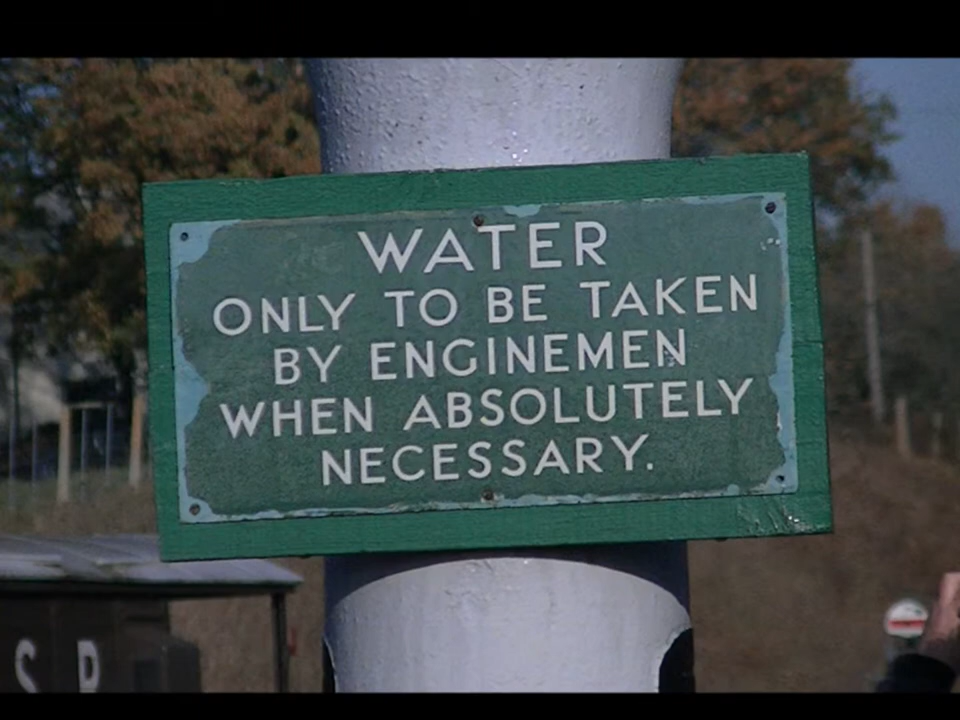 WATER
ONLY TO BE TAKEN
BY ENGINEMEN
WHEN ABSOLUTELY
NECESSARY.
S R